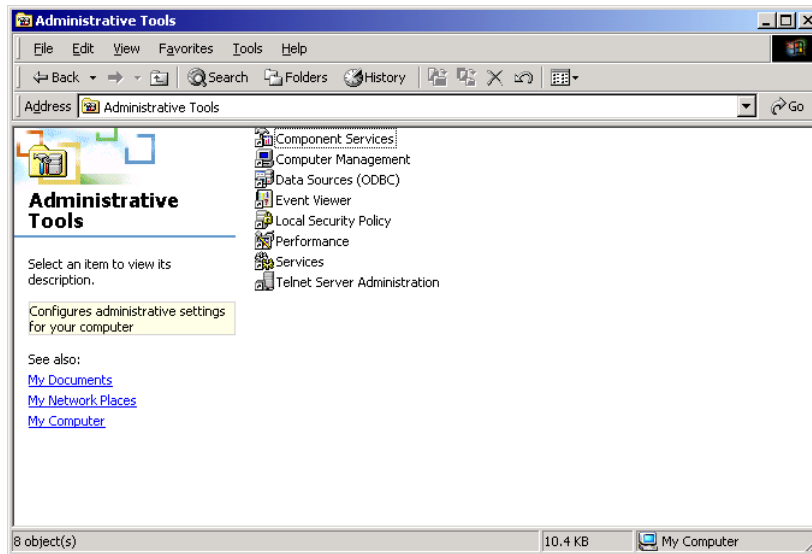 Administrative Tools
File Edit View Favorites Tools Help
Back Search Folders History
Address Administrative Tools Go
Administrative
Tools
Select an item to view its
description.
Configures administrative settings
for your computer
See also:
My Documents
My Network Places
My Computer
Component Services
Computer Management
Data Sources (ODBC)
Event Viewer
Local Security Policy
Performance
Services
Telnet Server Administration
8 object(s) 10.4 KB My Computer